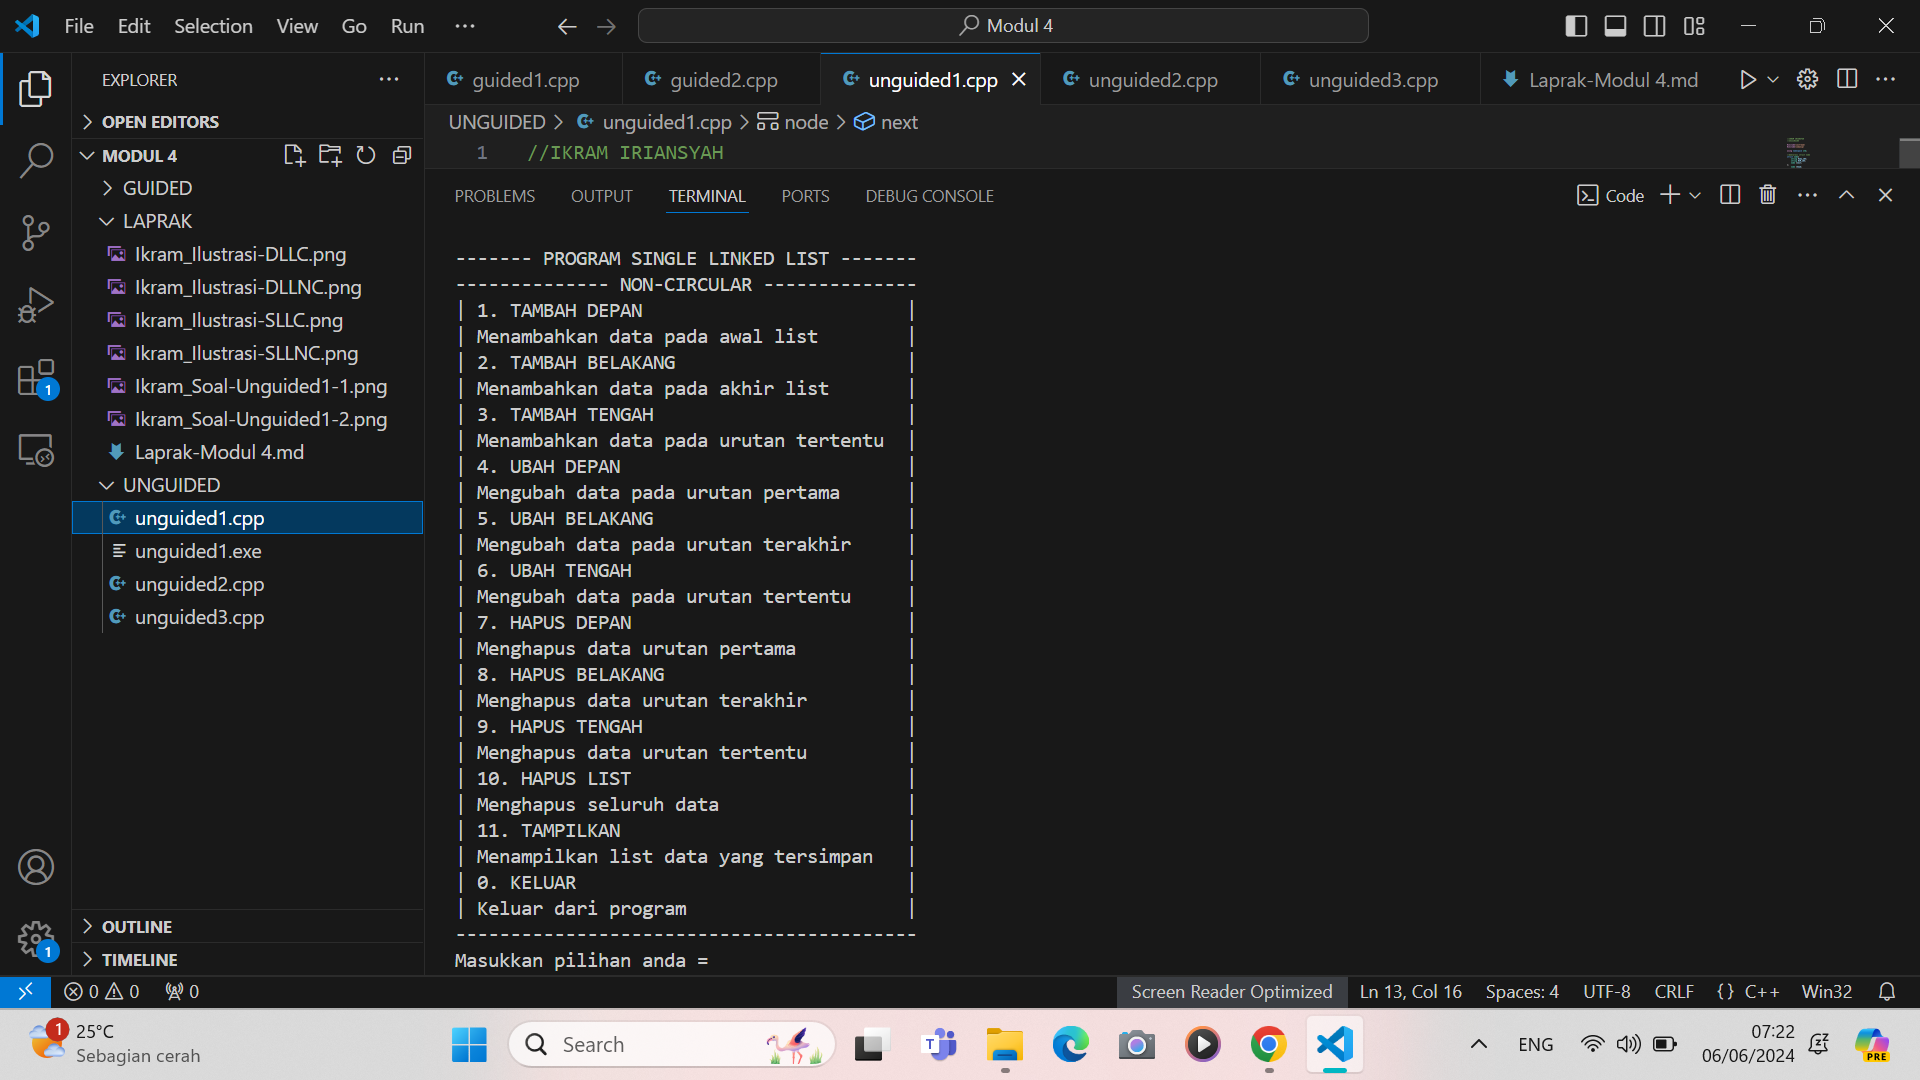 File Edit Selection View Go Run ···
Modul 4
EXPLORER
guided1.cpp
guided2.cpp
unguided1.cpp
unguided2.cpp
unguided3.cpp
Laprak-Modul 4.md
OPEN EDITORS
UNGUIDED > unguided1.cpp > node > next
MODUL 4
1 //IKRAM IRIANSYAH
GUIDED
LAPRAK
Ikram_Ilustrasi-DLLC.png
Ikram_Ilustrasi-DLLNC.png
Ikram_Ilustrasi-SLLC.png
Ikram_Ilustrasi-SLLNC.png
Ikram_Soal-Unguided1-1.png
Ikram_Soal-Unguided1-2.png
Laprak-Modul 4.md
UNGUIDED
unguided1.cpp
unguided1.exe
unguided2.cpp
unguided3.cpp
OUTLINE
TIMELINE
1
1
PROBLEMS OUTPUT TERMINAL PORTS DEBUG CONSOLE
Code
------- PROGRAM SINGLE LINKED LIST -------
-------------- NON-CIRCULAR --------------
| 1. TAMBAH DEPAN |
| Menambahkan data pada awal list |
| 2. TAMBAH BELAKANG |
| Menambahkan data pada akhir list |
| 3. TAMBAH TENGAH |
| Menambahkan data pada urutan tertentu |
| 4. UBAH DEPAN |
| Mengubah data pada urutan pertama |
| 5. UBAH BELAKANG |
| Mengubah data pada urutan terakhir |
| 6. UBAH TENGAH |
| Mengubah data pada urutan tertentu |
| 7. HAPUS DEPAN |
| Menghapus data urutan pertama |
| 8. HAPUS BELAKANG |
| Menghapus data urutan terakhir |
| 9. HAPUS TENGAH |
| Menghapus data urutan tertentu |
| 10. HAPUS LIST |
| Menghapus seluruh data |
| 11. TAMPILKAN |
| Menampilkan list data yang tersimpan |
| 0. KELUAR |
| Keluar dari program |
------------------------------------------
Masukkan pilihan anda =
0 0 0
Screen Reader Optimized Ln 13, Col 16 Spaces: 4 UTF-8 CRLF {} C++ Win32
1
25°C
Sebagian cerah
Search
ENG
07:22
06/06/2024
PRE